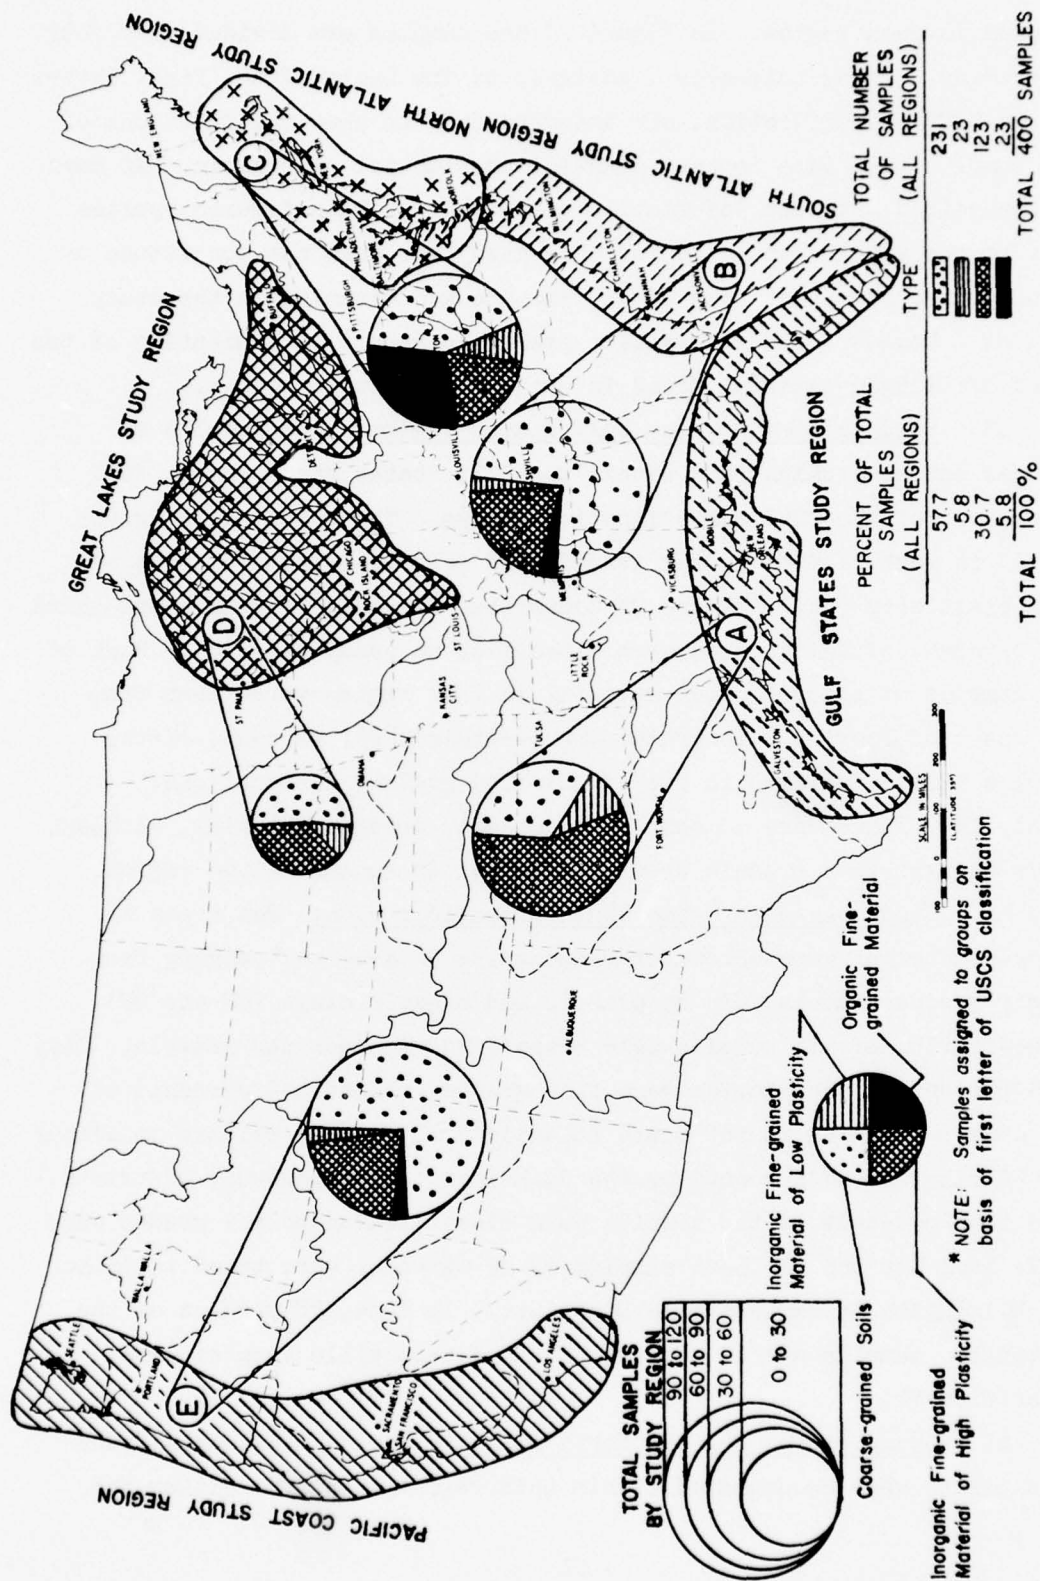 GREAT LAKES STUDY REGION
PACIFIC COAST STUDY REGION
NORTH ATLANTIC STUDY REGION
SOUTH ATLANTIC STUDY REGION
GULF STATES STUDY REGION
SEATTLE
PORTLAND
WALLA WALLA
SACRAMENTO
SAN FRANCISCO
LOS ANGELES
ALBUQUERQUE
ST PAUL
OMAHA
KANSAS
CITY
ST LOUIS
ROCK ISLAND
CHICAGO
DETROIT
BUFFALO
TULSA
LITTLE
ROCK
FORT WORTH
GALVESTON
NEW
ORLEANS
MOBILE
VICKSBURG
MEMPHIS
LOUISVILLE
PITTSBURGH
NEW ENGLAND
NEW YORK
PHILADELPHIA
BALTIMORE
NORFOLK
WILMINGTON
CHARLESTON
SAVANNAH
JACKSONVILLE
A
B
C
D
E
TOTAL SAMPLES
BY STUDY REGION
90 to 120
60 to 90
30 to 60
0 to 30
Inorganic Fine-grained
Material of Low Plasticity
Coarse-grained Soils
Organic Fine-
grained Material
Inorganic Fine-grained
Material of High Plasticity
* NOTE: Samples assigned to groups on
basis of first letter of USCS classification
SCALE IN MILES
100 0 100 200 300
PERCENT OF TOTAL SAMPLES (ALL REGIONS) TYPE TOTAL NUMBER OF SAMPLES (ALL REGIONS)
57.7 231
5.8 23
30.7 123
5.8 23
TOTAL 100 % TOTAL 400 SAMPLES